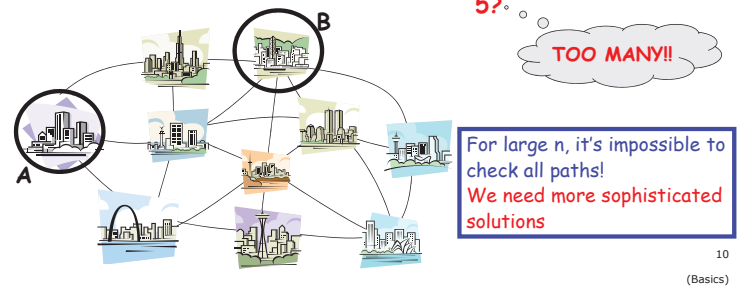 B
5?
TOO MANY!!
A
For large n, it's impossible to
check all paths!
We need more sophisticated
solutions
10
(Basics)